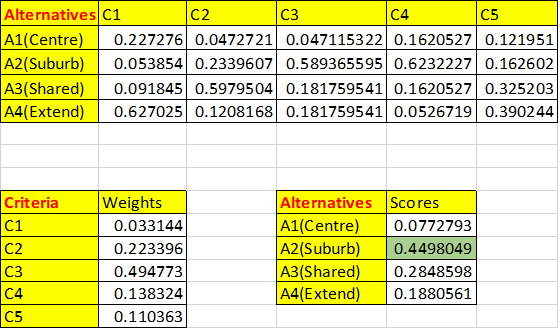 Alternatives C1 C2 C3 C4 C5
A1(Centre) 0.227276 0.0472721 0.047115322 0.1620527 0.121951
A2(Suburb) 0.053854 0.2339607 0.589365595 0.6232227 0.162602
A3(Shared) 0.091845 0.5979504 0.181759541 0.1620527 0.325203
A4(Extend) 0.627025 0.1208168 0.181759541 0.0526719 0.390244
Criteria Weights Alternatives Scores
C1 0.033144 A1(Centre) 0.0772793
C2 0.223396 A2(Suburb) 0.4498049
C3 0.494773 A3(Shared) 0.2848598
C4 0.138324 A4(Extend) 0.1880561
C5 0.110363